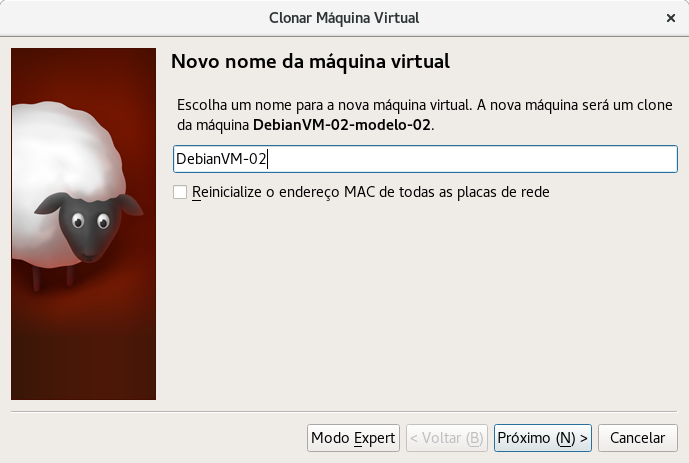 Clonar Máquina Virtual
×
Novo nome da máquina virtual
Escolha um nome para a nova máquina virtual. A nova máquina será um clone
da máquina DebianVM-02-modelo-02.
DebianVM-02
Reinicialize o endereço MAC de todas as placas de rede
Modo Expert < Voltar (B) Próximo (N) > Cancelar